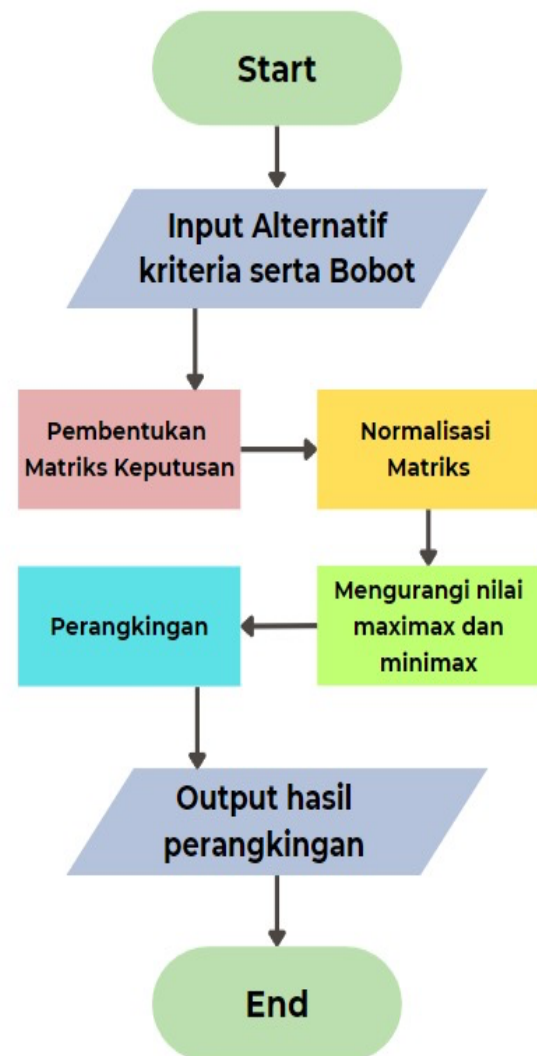 Start
Input Alternatif
kriteria serta Bobot
Pembentukan
Matriks Keputusan
Normalisasi
Matriks
Mengurangi nilai
maximax dan
minimax
Perangkingan
Output hasil
perangkingan
End